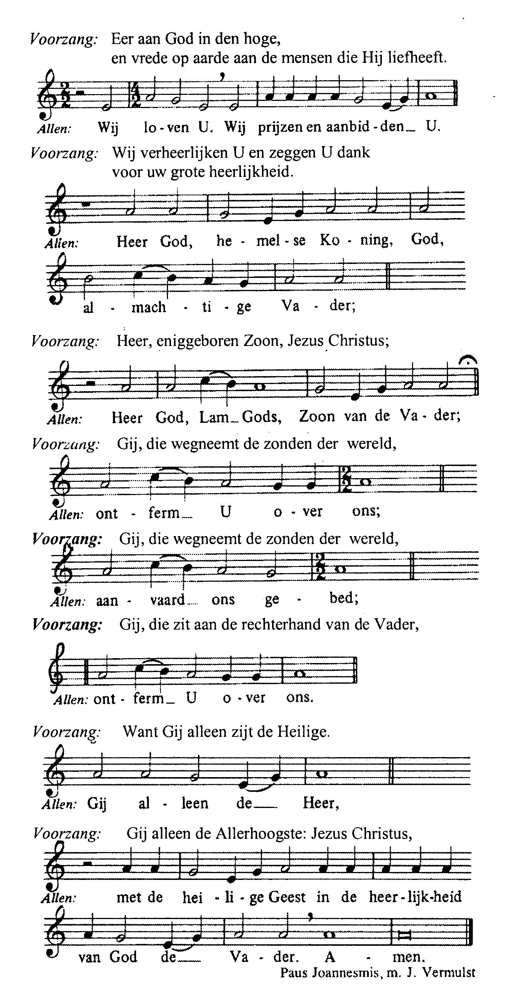 Voorzang: Eer aan God in den hoge,
en vrede op aarde aan de mensen die Hij liefheeft.
Allen: Wij lo - ven U. Wij prijzen en aanbid - den_ U.
Voorzang: Wij verheerlijken U en zeggen U dank
voor uw grote heerlijkheid.
Allen: Heer God, he - mel - se Ko - ning, God,
al - mach - ti - ge Va - der;
Voorzang: Heer, eniggeboren Zoon, Jezus Christus;
Allen: Heer God, Lam_ Gods, Zoon van de Va - der;
Voorzang: Gij, die wegneemt de zonden der wereld,
Allen: ont - ferm_ U o - ver ons;
Voorzang: Gij, die wegneemt de zonden der wereld,
Allen: aan - vaard_ ons ge - bed;
Voorzang: Gij, die zit aan de rechterhand van de Vader,
Allen: ont - ferm_ U o - ver ons.
Voorzang: Want Gij alleen zijt de Heilige.
Allen: Gij al - leen de_ Heer,
Voorzang: Gij alleen de Allerhoogste: Jezus Christus,
Allen: met de hei - li - ge Geest in de heer - lijk-heid
van God de_ Va - der. A - men.
Paus Joannesmis, m. J. Vermulst